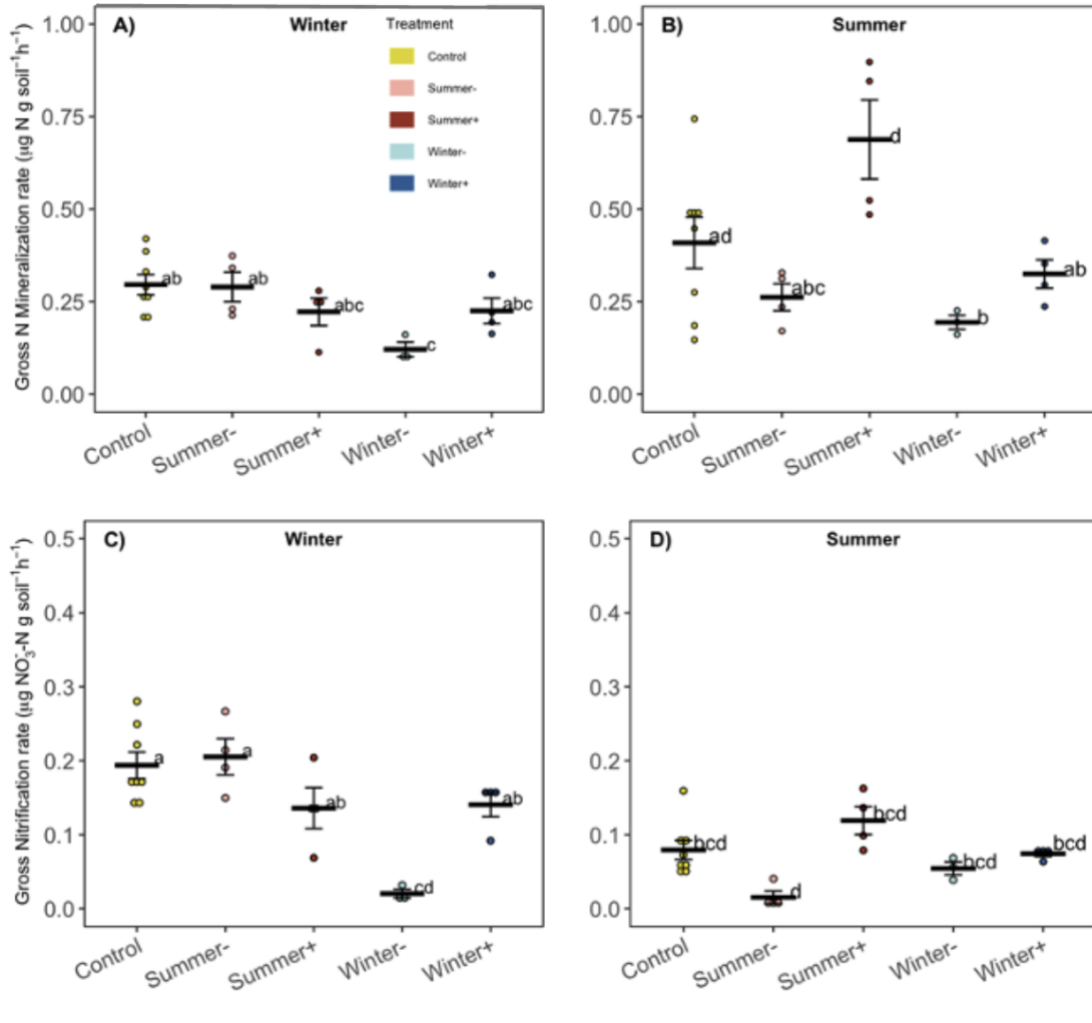 A)
Winter
Treatment
Control
Summer-
Summer+
Winter-
Winter+
Gross N Mineralization rate (µg N g soil⁻¹h⁻¹)
1.00
0.75
0.50
0.25
0.00
ab
ab
abc
c
abc
Control
Summer-
Summer+
Winter-
Winter+
B)
Summer
1.00
0.75
0.50
0.25
0.00
ad
abc
d
b
ab
Control
Summer-
Summer+
Winter-
Winter+
C)
Winter
Gross Nitrification rate (µg NO₃⁻-N g soil⁻¹h⁻¹)
0.5
0.4
0.3
0.2
0.1
0.0
a
a
ab
cd
ab
Control
Summer-
Summer+
Winter-
Winter+
D)
Summer
0.5
0.4
0.3
0.2
0.1
0.0
bcd
d
bcd
bcd
bcd
Control
Summer-
Summer+
Winter-
Winter+